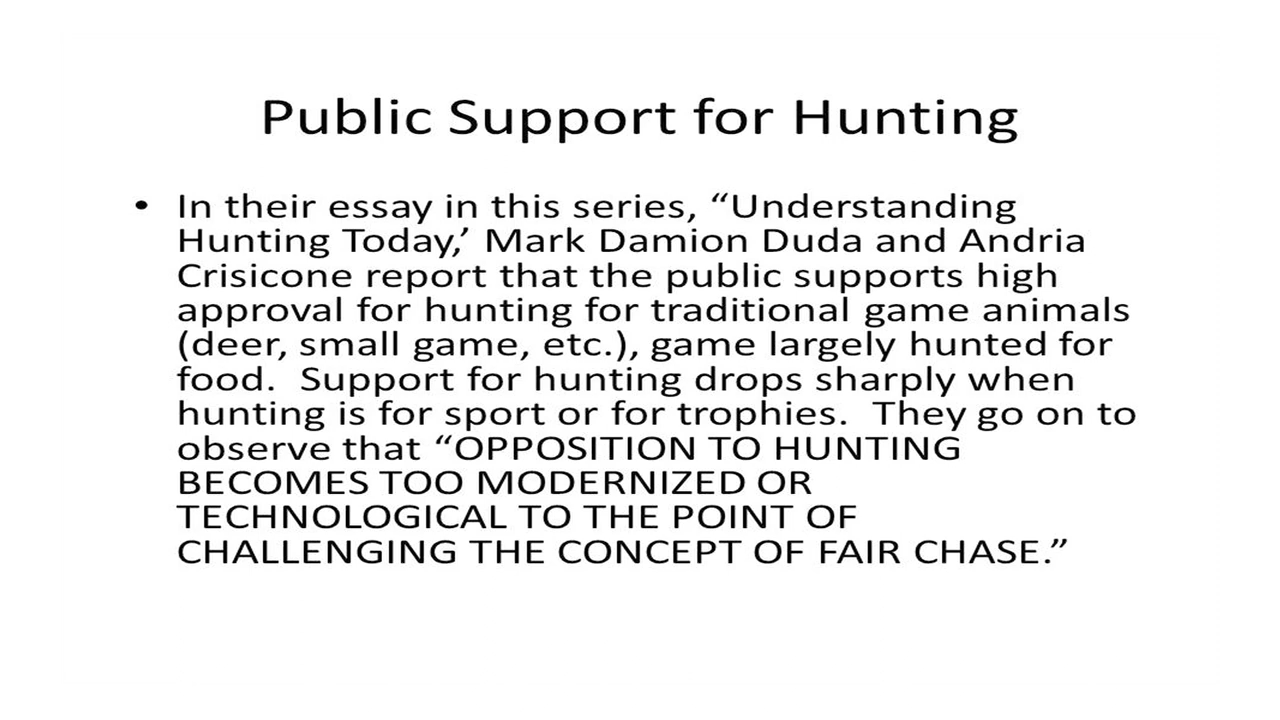 Public Support for Hunting
• In their essay in this series, “Understanding
Hunting Today,’ Mark Damion Duda and Andria
Crisicone report that the public supports high
approval for hunting for traditional game animals
(deer, small game, etc.), game largely hunted for
food.  Support for hunting drops sharply when
hunting is for sport or for trophies.  They go on to
observe that “OPPOSITION TO HUNTING
BECOMES TOO MODERNIZED OR
TECHNOLOGICAL TO THE POINT OF
CHALLENGING THE CONCEPT OF FAIR CHASE.”